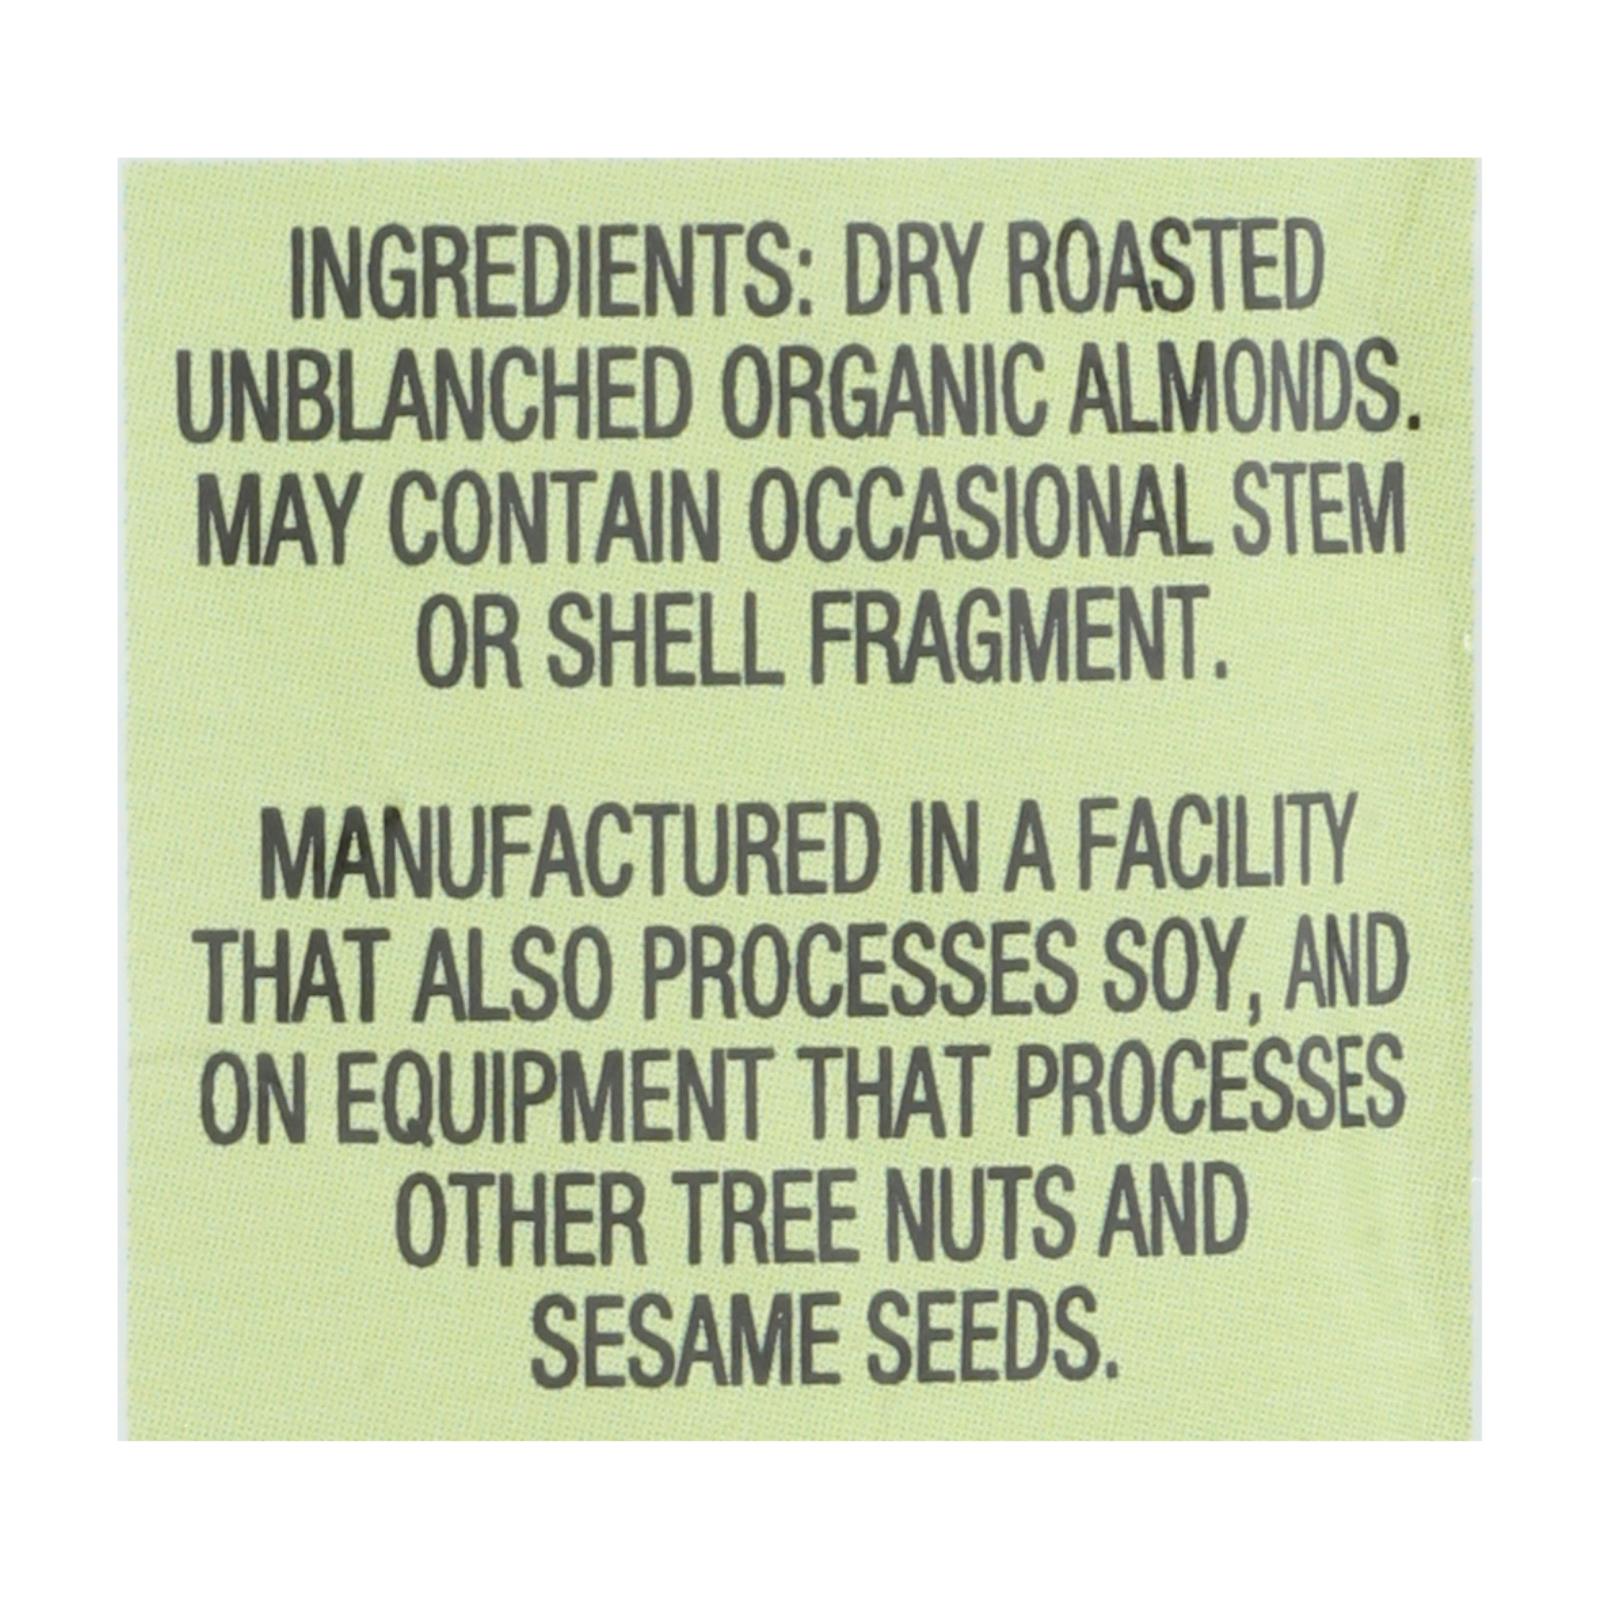 INGREDIENTS: DRY ROASTED
UNBLANCHED ORGANIC ALMONDS.
MAY CONTAIN OCCASIONAL STEM
OR SHELL FRAGMENT.
MANUFACTURED IN A FACILITY
THAT ALSO PROCESSES SOY, AND
ON EQUIPMENT THAT PROCESSES
OTHER TREE NUTS AND
SESAME SEEDS.